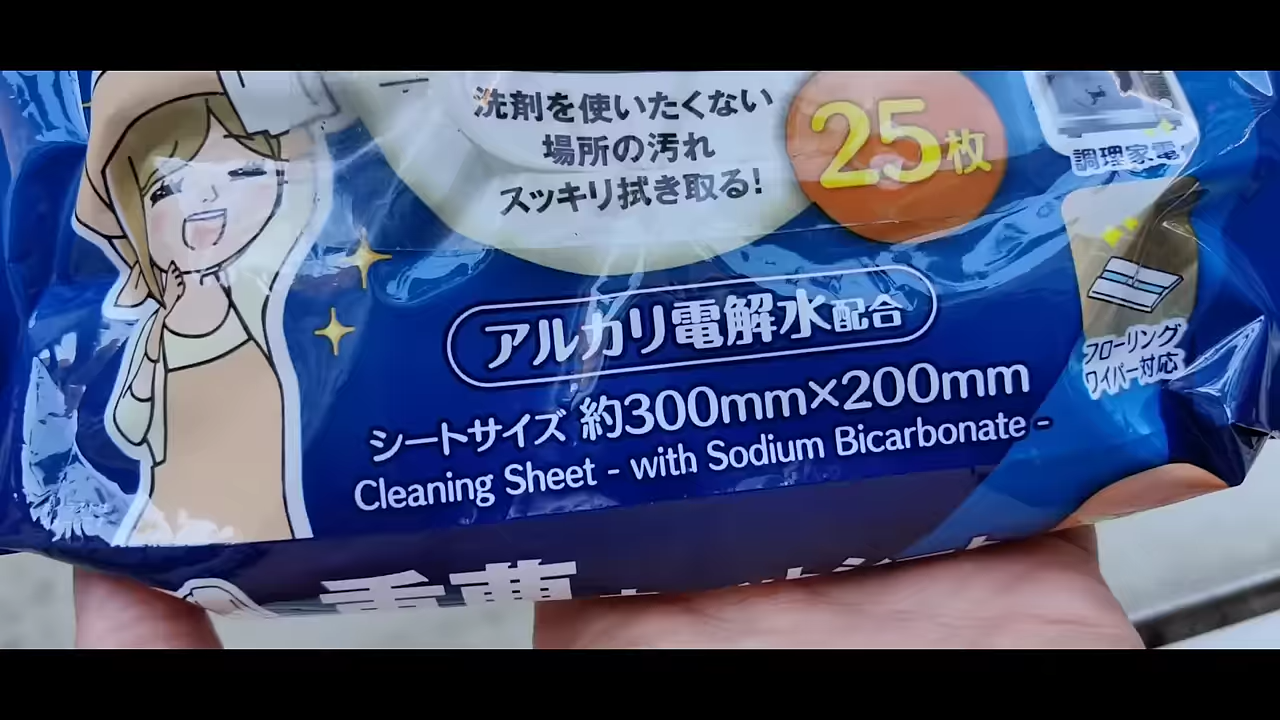 洗剤を使いたくない
場所の汚れ
スッキリ拭き取る!
25枚
調理家電
アルカリ電解水配合
フローリング
ワイパー対応
シートサイズ 約300mm×200mm
Cleaning Sheet - with Sodium Bicarbonate -
重曹